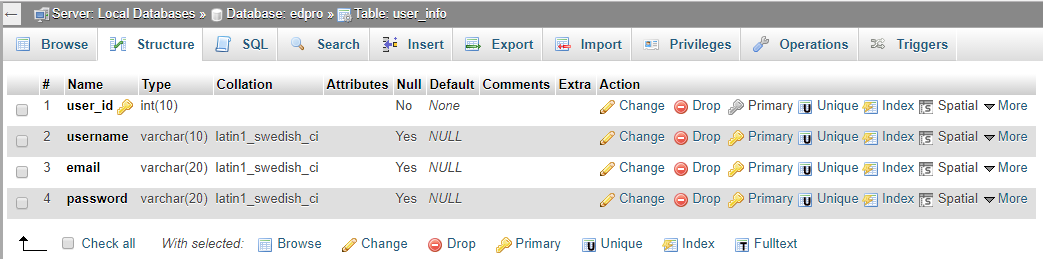 Server: Local Databases » Database: edpro » Table: user_info
Browse Structure SQL Search Insert Export Import Privileges Operations Triggers
# Name Type Collation Attributes Null Default Comments Extra Action
1 user_id int(10) No None Change Drop Primary U Unique Index S Spatial More
2 username varchar(10) latin1_swedish_ci Yes NULL Change Drop Primary U Unique Index S Spatial More
3 email varchar(20) latin1_swedish_ci Yes NULL Change Drop Primary U Unique Index S Spatial More
4 password varchar(20) latin1_swedish_ci Yes NULL Change Drop Primary U Unique Index S Spatial More
Check all With selected: Browse Change Drop Primary U Unique Index T Fulltext